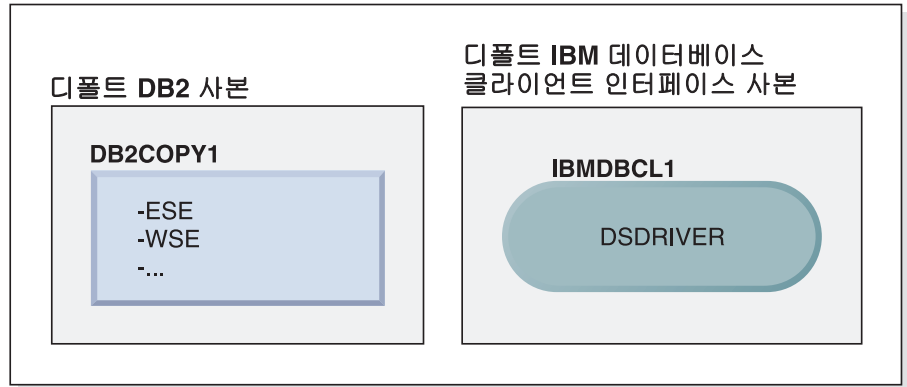 디폴트 DB2 사본
DB2COPY1
-ESE
-WSE
-...
디폴트 IBM 데이터베이스
클라이언트 인터페이스 사본
IBMDBCL1
DSDRIVER